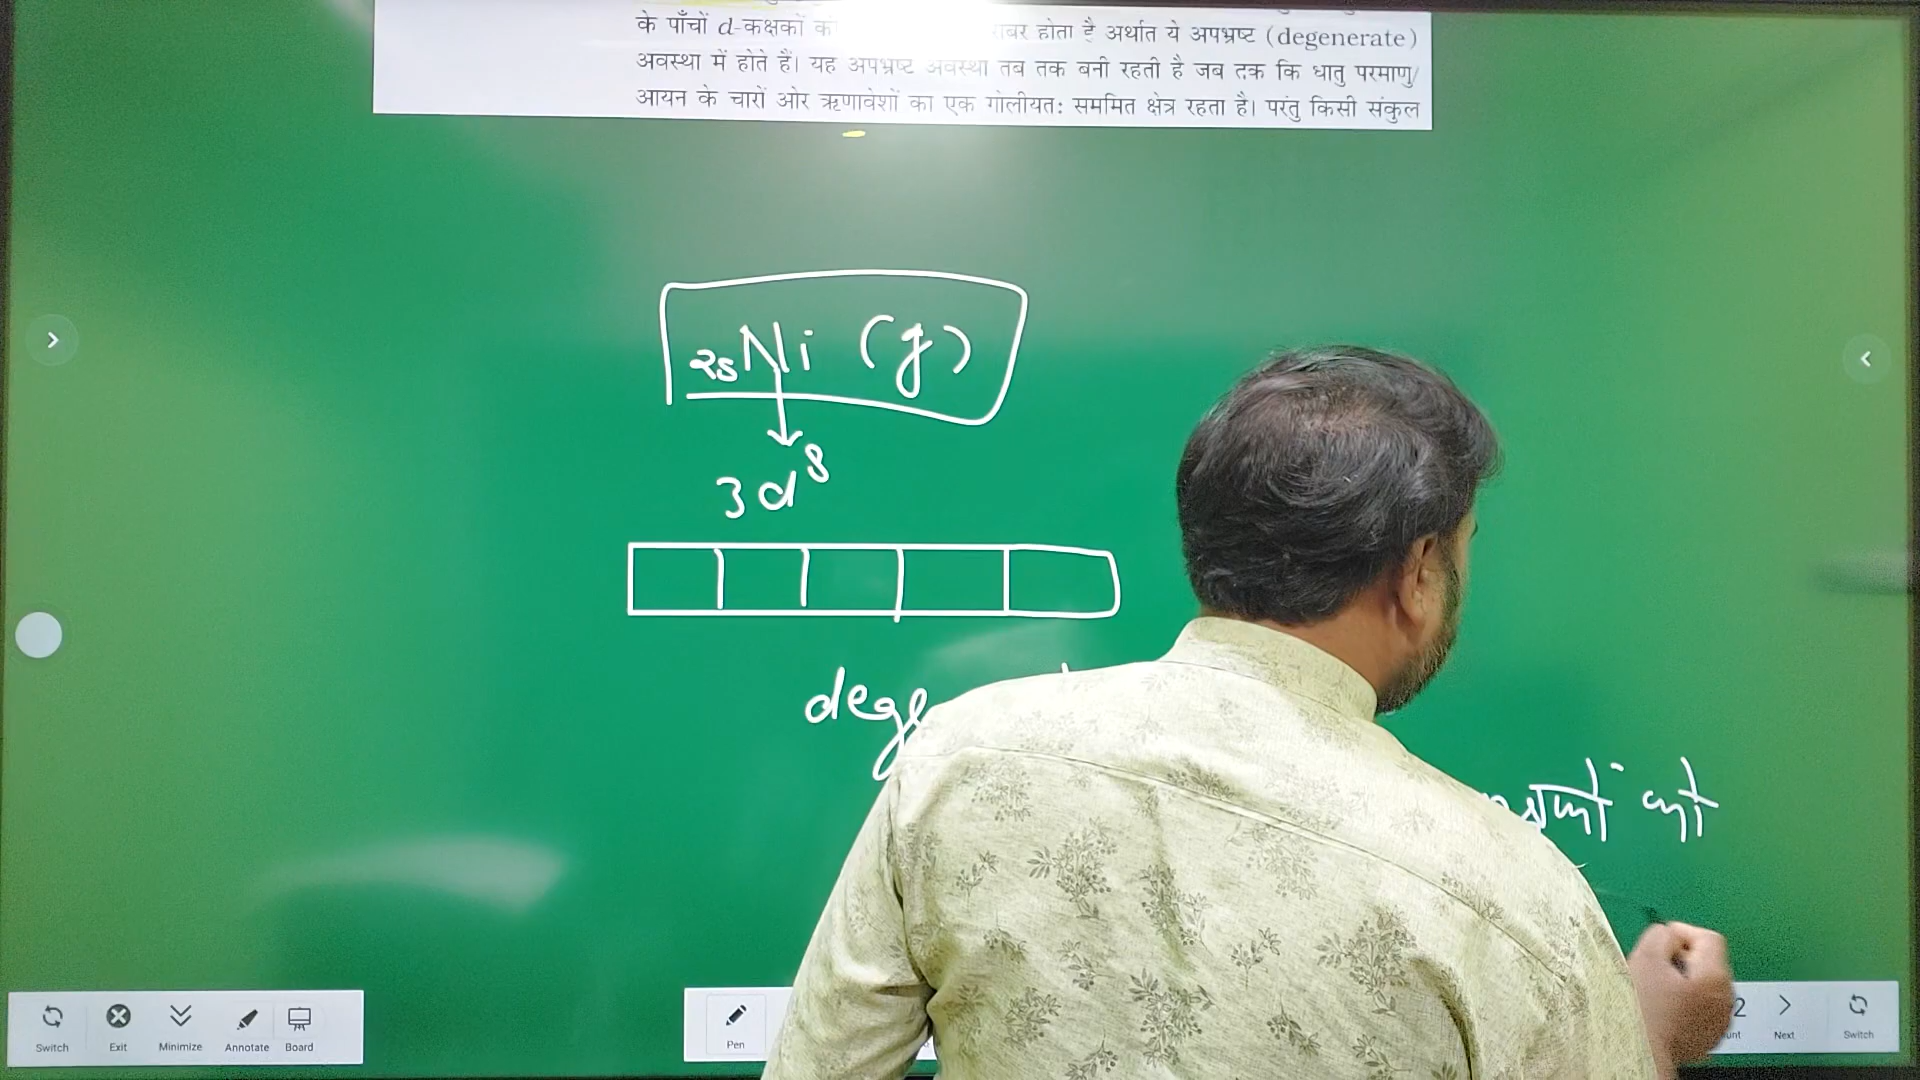 के पाँचों d-कक्षकों होता है अर्थात ये अपभ्रष्ट (degenerate)
अवस्था में होते हैं। यह अपभ्रष्ट अवस्था तब तक बनी रहती है जब तक कि धातु परमाणु/
आयन के चारों ओर ऋणावेशों का एक गोलीयत: सममित क्षेत्र रहता है। परंतु किसी संकुल
28Ni (g)
3d8
को
Switch Exit Minimize Annotate Board
Pen
Next Switch